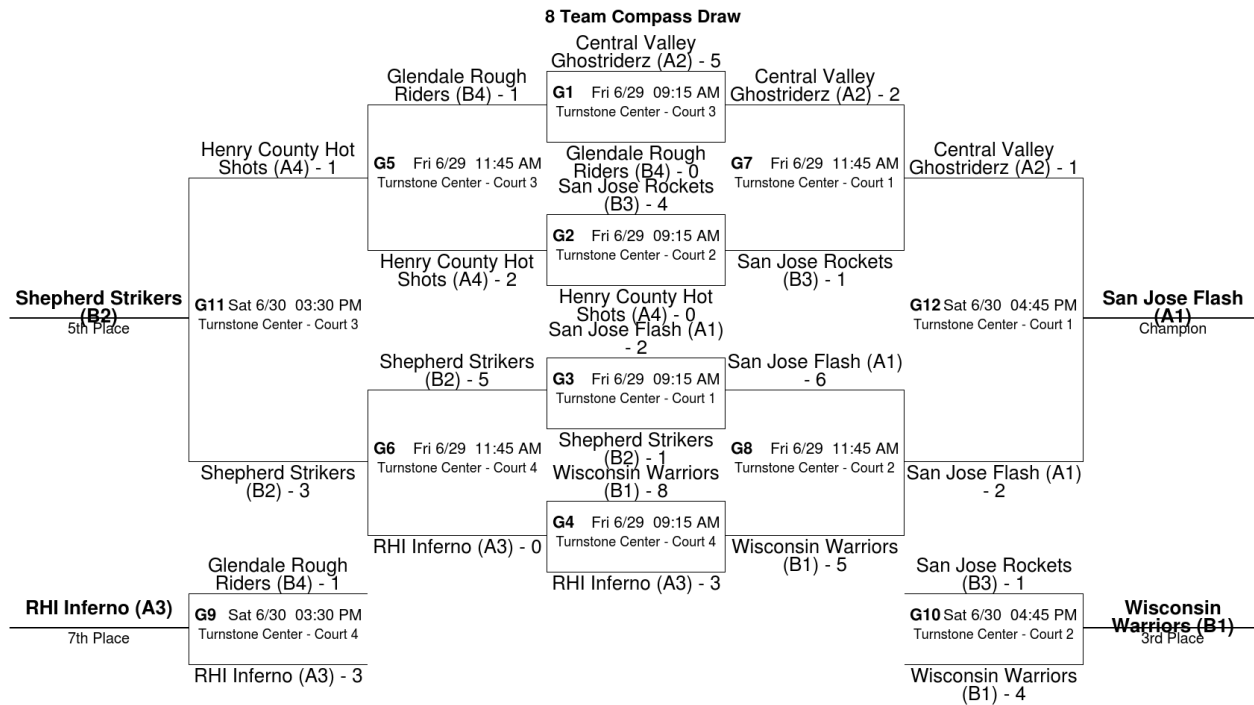 8 Team Compass Draw
Central Valley
Ghostriderz (A2) - 5
Glendale Rough
Riders (B4) - 1
G1 Fri 6/29 09:15 AM
Turnstone Center - Court 3
Central Valley
Ghostriderz (A2) - 2
Henry County Hot
Shots (A4) - 1
G5 Fri 6/29 11:45 AM
Turnstone Center - Court 3
Glendale Rough
Riders (B4) - 0
San Jose Rockets
(B3) - 4
G7 Fri 6/29 11:45 AM
Turnstone Center - Court 1
Central Valley
Ghostriderz (A2) - 1
G2 Fri 6/29 09:15 AM
Turnstone Center - Court 2
Henry County Hot
Shots (A4) - 2
San Jose Rockets
(B3) - 1
Shepherd Strikers
(B2)
5th Place
G11 Sat 6/30 03:30 PM
Turnstone Center - Court 3
Henry County Hot
Shots (A4) - 0
San Jose Flash (A1)
- 2
G12 Sat 6/30 04:45 PM
Turnstone Center - Court 1
San Jose Flash
(A1)
Champion
Shepherd Strikers
(B2) - 5
G3 Fri 6/29 09:15 AM
Turnstone Center - Court 1
San Jose Flash (A1)
- 6
G6 Fri 6/29 11:45 AM
Turnstone Center - Court 4
Shepherd Strikers
(B2) - 1
Wisconsin Warriors
(B1) - 8
G8 Fri 6/29 11:45 AM
Turnstone Center - Court 2
Shepherd Strikers
(B2) - 3
San Jose Flash (A1)
- 2
G4 Fri 6/29 09:15 AM
Turnstone Center - Court 4
RHI Inferno (A3) - 0
Wisconsin Warriors
(B1) - 5
RHI Inferno (A3) - 3
Glendale Rough
Riders (B4) - 1
San Jose Rockets
(B3) - 1
RHI Inferno (A3)
7th Place
G9 Sat 6/30 03:30 PM
Turnstone Center - Court 4
G10 Sat 6/30 04:45 PM
Turnstone Center - Court 2
Wisconsin
Warriors (B1)
3rd Place
RHI Inferno (A3) - 3
Wisconsin Warriors
(B1) - 4